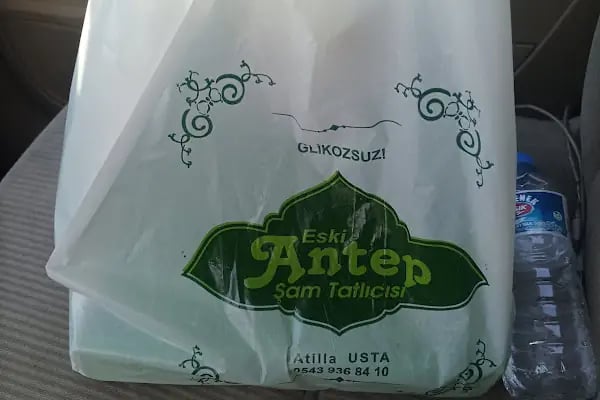 GLİKOZSUZ!
Eski
Antep
Şam Tatlıcısı
Atilla USTA
0543 936 84 10